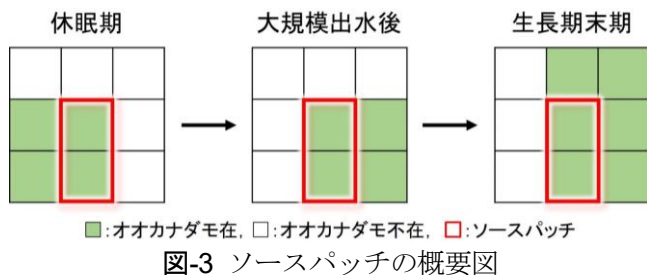 休眠期
大規模出水後
生長期末期
■:オオカナダモ在, □:オオカナダモ不在, □:ソースパッチ
図-3 ソースパッチの概要図